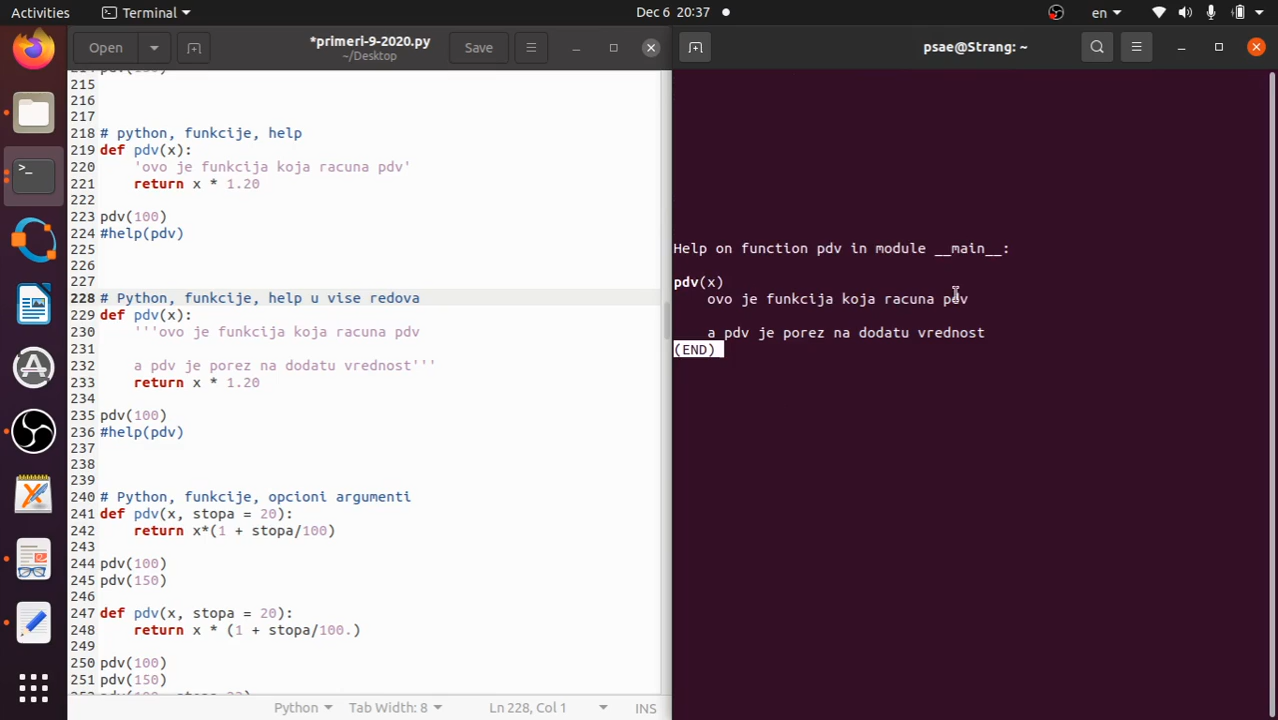 Activities
Terminal
Dec 6 20:37
en
Open
*primeri-9-2020.py
~/Desktop
Save
psae@Strang: ~
215
216
217
218 # python, funkcije, help
219 def pdv(x):
220 'ovo je funkcija koja racuna pdv'
221 return x * 1.20
222
223 pdv(100)
224 #help(pdv)
225
226
227
228 # Python, funkcije, help u vise redova
229 def pdv(x):
230 '''ovo je funkcija koja racuna pdv
231
232 a pdv je porez na dodatu vrednost'''
233 return x * 1.20
234
235 pdv(100)
236 #help(pdv)
237
238
239
240 # Python, funkcije, opcioni argumenti
241 def pdv(x, stopa = 20):
242 return x*(1 + stopa/100)
243
244 pdv(100)
245 pdv(150)
246
247 def pdv(x, stopa = 20):
248 return x * (1 + stopa/100.)
249
250 pdv(100)
251 pdv(150)
Python
Tab Width: 8
Ln 228, Col 1
INS
Help on function pdv in module __main__:
pdv(x)
ovo je funkcija koja racuna pdv
a pdv je porez na dodatu vrednost
(END)